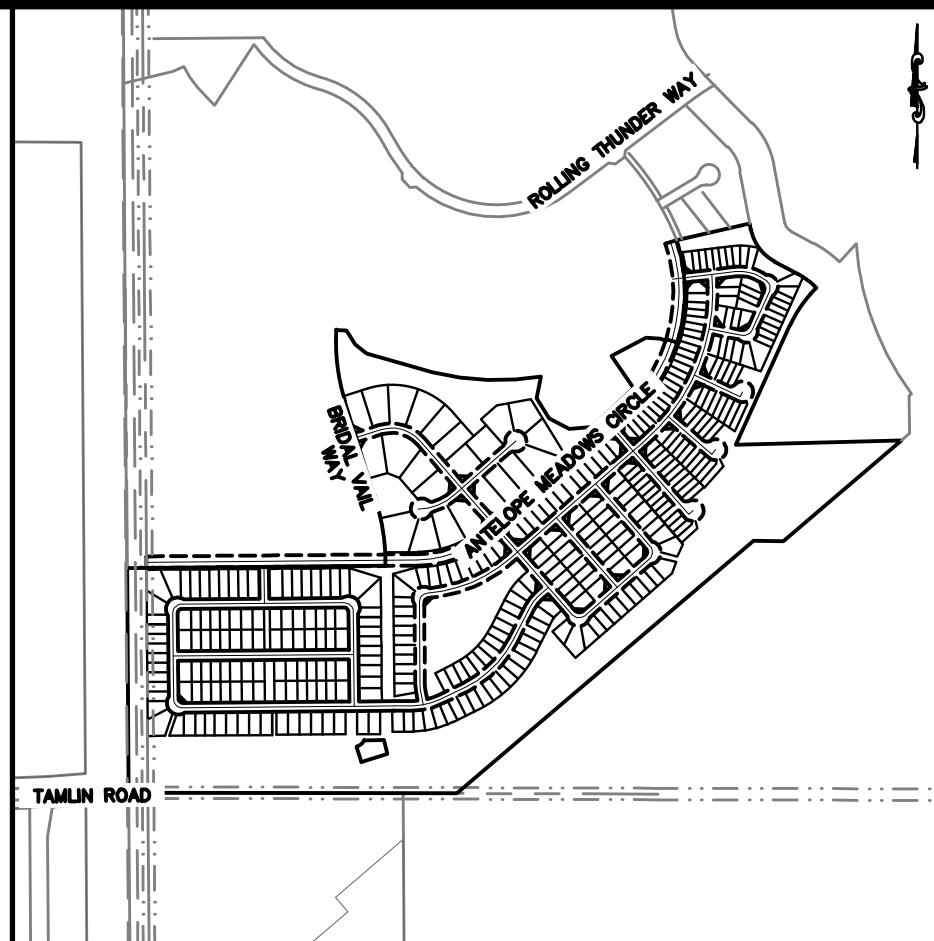 ROLLING THUNDER WAY
BRIDAL VAIL
WAY
ANTELOPE MEADOWS CIRCLE
TAMLIN ROAD